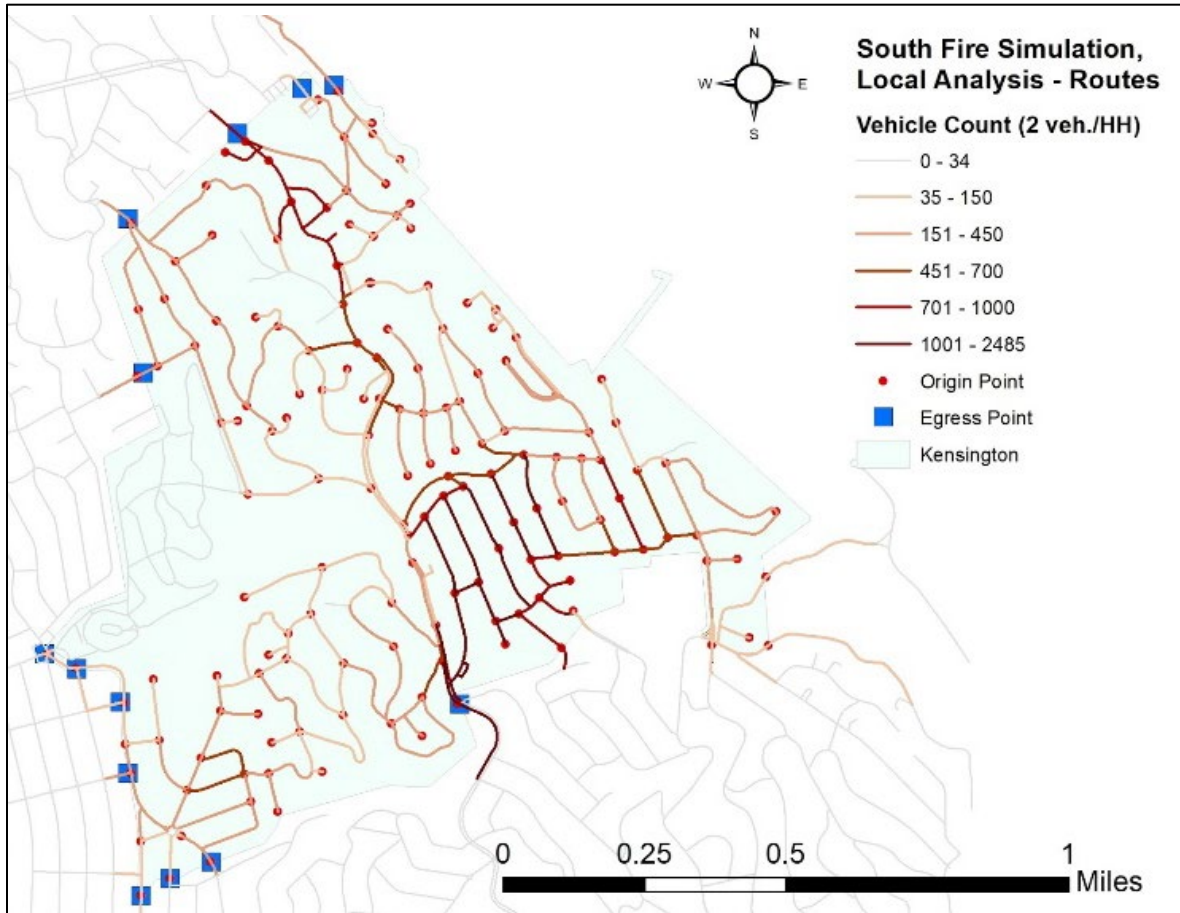 N
W E
S
South Fire Simulation,
Local Analysis - Routes
Vehicle Count (2 veh./HH)
0 - 34
35 - 150
151 - 450
451 - 700
701 - 1000
1001 - 2485
Origin Point
Egress Point
Kensington
0 0.25 0.5 1
Miles